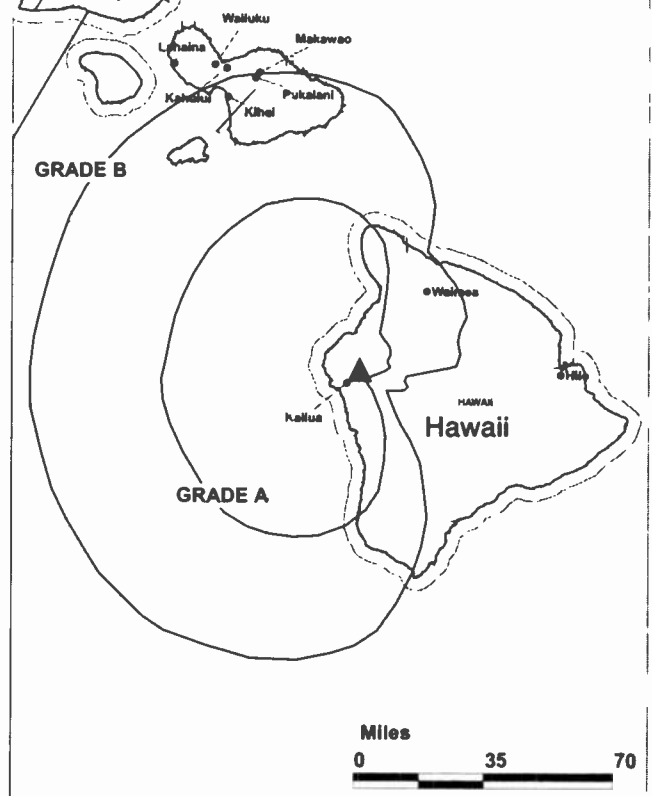 Wailuku
Lahaina
Makawao
Kahului
Pukalani
Kihei
GRADE B
Waimea
Hilo
HAWAII
Kailua
Hawaii
GRADE A
Miles
0 35 70